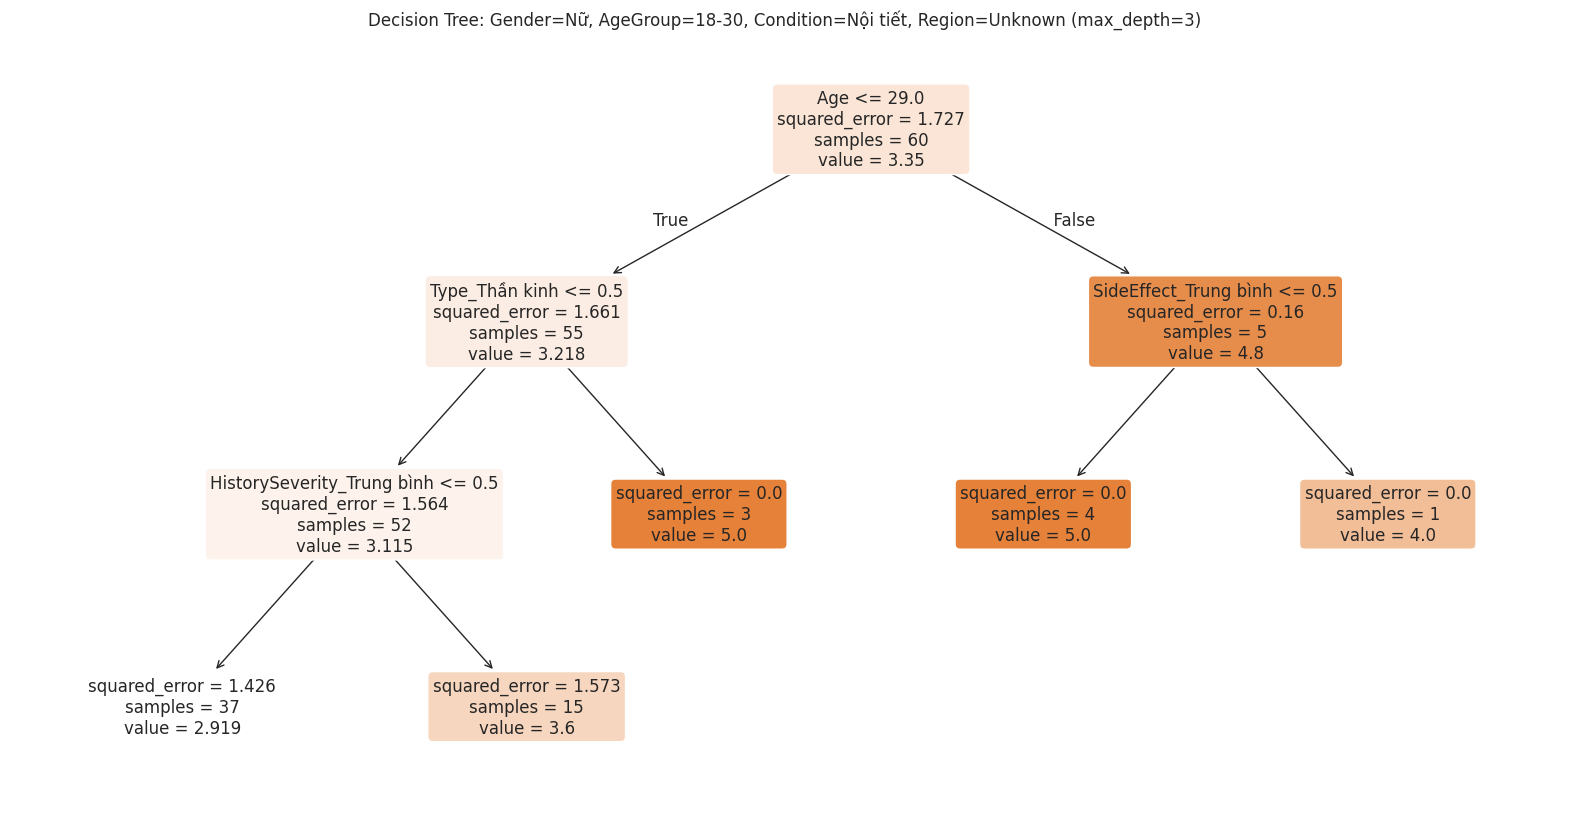 Decision Tree: Gender=Nữ, AgeGroup=18-30, Condition=Nội tiết, Region=Unknown (max_depth=3)
Age <= 29.0
squared_error = 1.727
samples = 60
value = 3.35
True
False
Type_Thần kinh <= 0.5
squared_error = 1.661
samples = 55
value = 3.218
SideEffect_Trung bình <= 0.5
squared_error = 0.16
samples = 5
value = 4.8
HistorySeverity_Trung bình <= 0.5
squared_error = 1.564
samples = 52
value = 3.115
squared_error = 0.0
samples = 3
value = 5.0
squared_error = 0.0
samples = 4
value = 5.0
squared_error = 0.0
samples = 1
value = 4.0
squared_error = 1.426
samples = 37
value = 2.919
squared_error = 1.573
samples = 15
value = 3.6